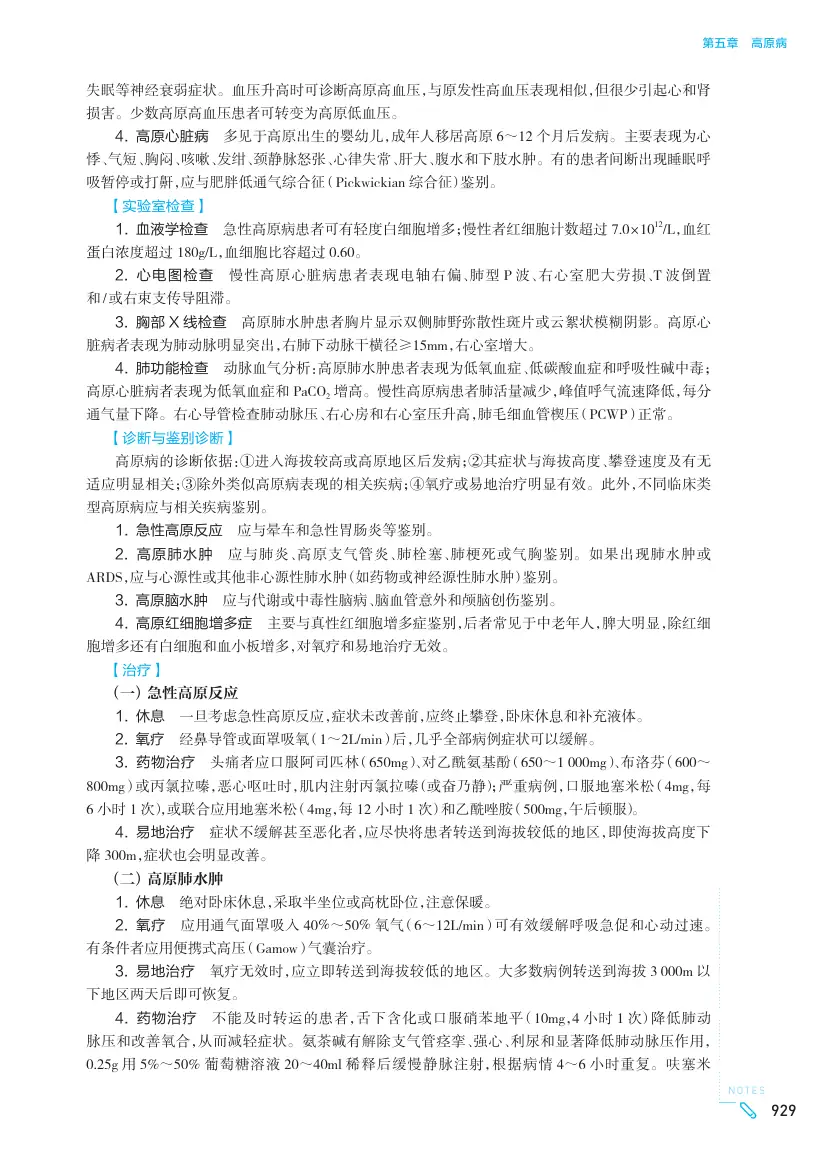 第五章　高原病
失眠等神经衰弱症状。血压升高时可诊断高原高血压,与原发性高血压表现相似,但很少引起心和肾
损害。少数高原高血压患者可转变为高原低血压。
4. 高原心脏病　多见于高原出生的婴幼儿,成年人移居高原 6～12 个月后发病。主要表现为心
悸、气短、胸闷、咳嗽、发绀、颈静脉怒张、心律失常、肝大、腹水和下肢水肿。有的患者间断出现睡眠呼
吸暂停或打鼾,应与肥胖低通气综合征(Pickwickian 综合征)鉴别。
【实验室检查】
1. 血液学检查　急性高原病患者可有轻度白细胞增多;慢性者红细胞计数超过 7.0×10¹²/L,血红
蛋白浓度超过 180g/L,血细胞比容超过 0.60。
2. 心电图检查　慢性高原心脏病患者表现电轴右偏、肺型 P 波、右心室肥大劳损、T 波倒置
和/或右束支传导阻滞。
3. 胸部 X 线检查　高原肺水肿患者胸片显示双侧肺野弥散性斑片或云絮状模糊阴影。高原心
脏病者表现为肺动脉明显突出,右肺下动脉干横径≥15mm,右心室增大。
4. 肺功能检查　动脉血气分析:高原肺水肿患者表现为低氧血症、低碳酸血症和呼吸性碱中毒;
高原心脏病者表现为低氧血症和 PaCO₂ 增高。慢性高原病患者肺活量减少,峰值呼气流速降低,每分
通气量下降。右心导管检查肺动脉压、右心房和右心室压升高,肺毛细血管楔压(PCWP)正常。
【诊断与鉴别诊断】
高原病的诊断依据:①进入海拔较高或高原地区后发病;②其症状与海拔高度、攀登速度及有无
适应明显相关;③除外类似高原病表现的相关疾病;④氧疗或易地治疗明显有效。此外,不同临床类
型高原病应与相关疾病鉴别。
1. 急性高原反应　应与晕车和急性胃肠炎等鉴别。
2. 高原肺水肿　应与肺炎、高原支气管炎、肺栓塞、肺梗死或气胸鉴别。如果出现肺水肿或
ARDS,应与心源性或其他非心源性肺水肿(如药物或神经源性肺水肿)鉴别。
3. 高原脑水肿　应与代谢或中毒性脑病、脑血管意外和颅脑创伤鉴别。
4. 高原红细胞增多症　主要与真性红细胞增多症鉴别,后者常见于中老年人,脾大明显,除红细
胞增多还有白细胞和血小板增多,对氧疗和易地治疗无效。
【治疗】
(一) 急性高原反应
1. 休息　一旦考虑急性高原反应,症状未改善前,应终止攀登,卧床休息和补充液体。
2. 氧疗　经鼻导管或面罩吸氧(1～2L/min)后,几乎全部病例症状可以缓解。
3. 药物治疗　头痛者应口服阿司匹林(650mg)、对乙酰氨基酚(650～1 000mg)、布洛芬(600～
800mg)或丙氯拉嗪,恶心呕吐时,肌内注射丙氯拉嗪(或奋乃静);严重病例,口服地塞米松(4mg,每
6 小时 1 次),或联合应用地塞米松(4mg,每 12 小时 1 次)和乙酰唑胺(500mg,午后顿服)。
4. 易地治疗　症状不缓解甚至恶化者,应尽快将患者转送到海拔较低的地区,即使海拔高度下
降 300m,症状也会明显改善。
(二) 高原肺水肿
1. 休息　绝对卧床休息,采取半坐位或高枕卧位,注意保暖。
2. 氧疗　应用通气面罩吸入 40%～50% 氧气(6～12L/min)可有效缓解呼吸急促和心动过速。
有条件者应用便携式高压(Gamow)气囊治疗。
3. 易地治疗　氧疗无效时,应立即转送到海拔较低的地区。大多数病例转送到海拔 3 000m 以
下地区两天后即可恢复。
4. 药物治疗　不能及时转运的患者,舌下含化或口服硝苯地平(10mg,4 小时 1 次)降低肺动
脉压和改善氧合,从而减轻症状。氨茶碱有解除支气管痉挛、强心、利尿和显著降低肺动脉压作用,
0.25g 用 5%～50% 葡萄糖溶液 20～40ml 稀释后缓慢静脉注射,根据病情 4～6 小时重复。呋塞米
NOTES
929